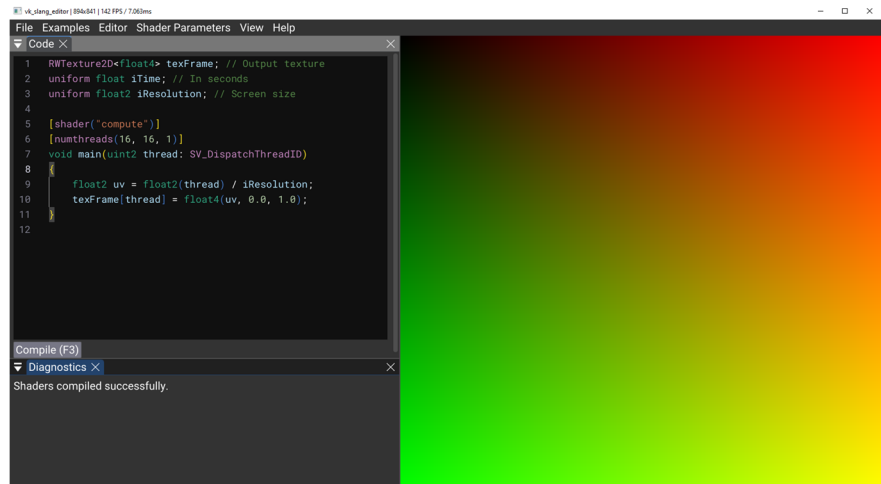 vk_slang_editor | 894x841 | 142 FPS / 7.063ms
File Examples Editor Shader Parameters View Help
Code
1 RWTexture2D<float4> texFrame; // Output texture
2 uniform float iTime; // In seconds
3 uniform float2 iResolution; // Screen size
4
5 [shader("compute")]
6 [numthreads(16, 16, 1)]
7 void main(uint2 thread: SV_DispatchThreadID)
8 {
9 float2 uv = float2(thread) / iResolution;
10 texFrame[thread] = float4(uv, 0.0, 1.0);
11 }
12
Compile (F3)
Diagnostics
Shaders compiled successfully.